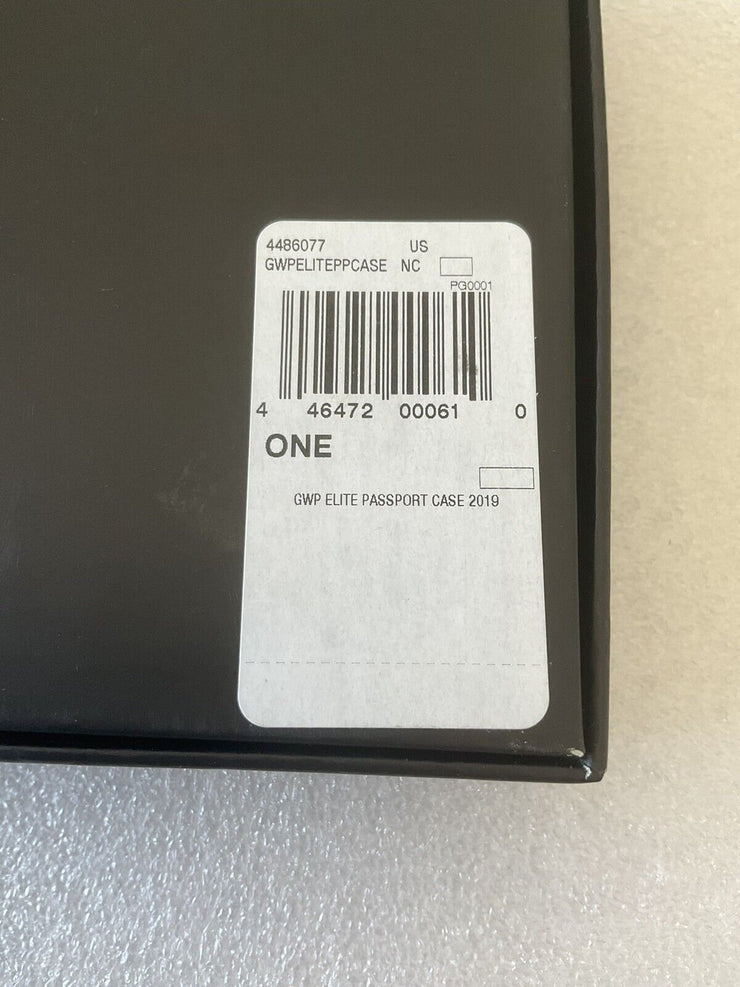 4486077 US
GWPELITEPPCASE NC
PG0001
4 46472 00061 0
ONE
GWP ELITE PASSPORT CASE 2019